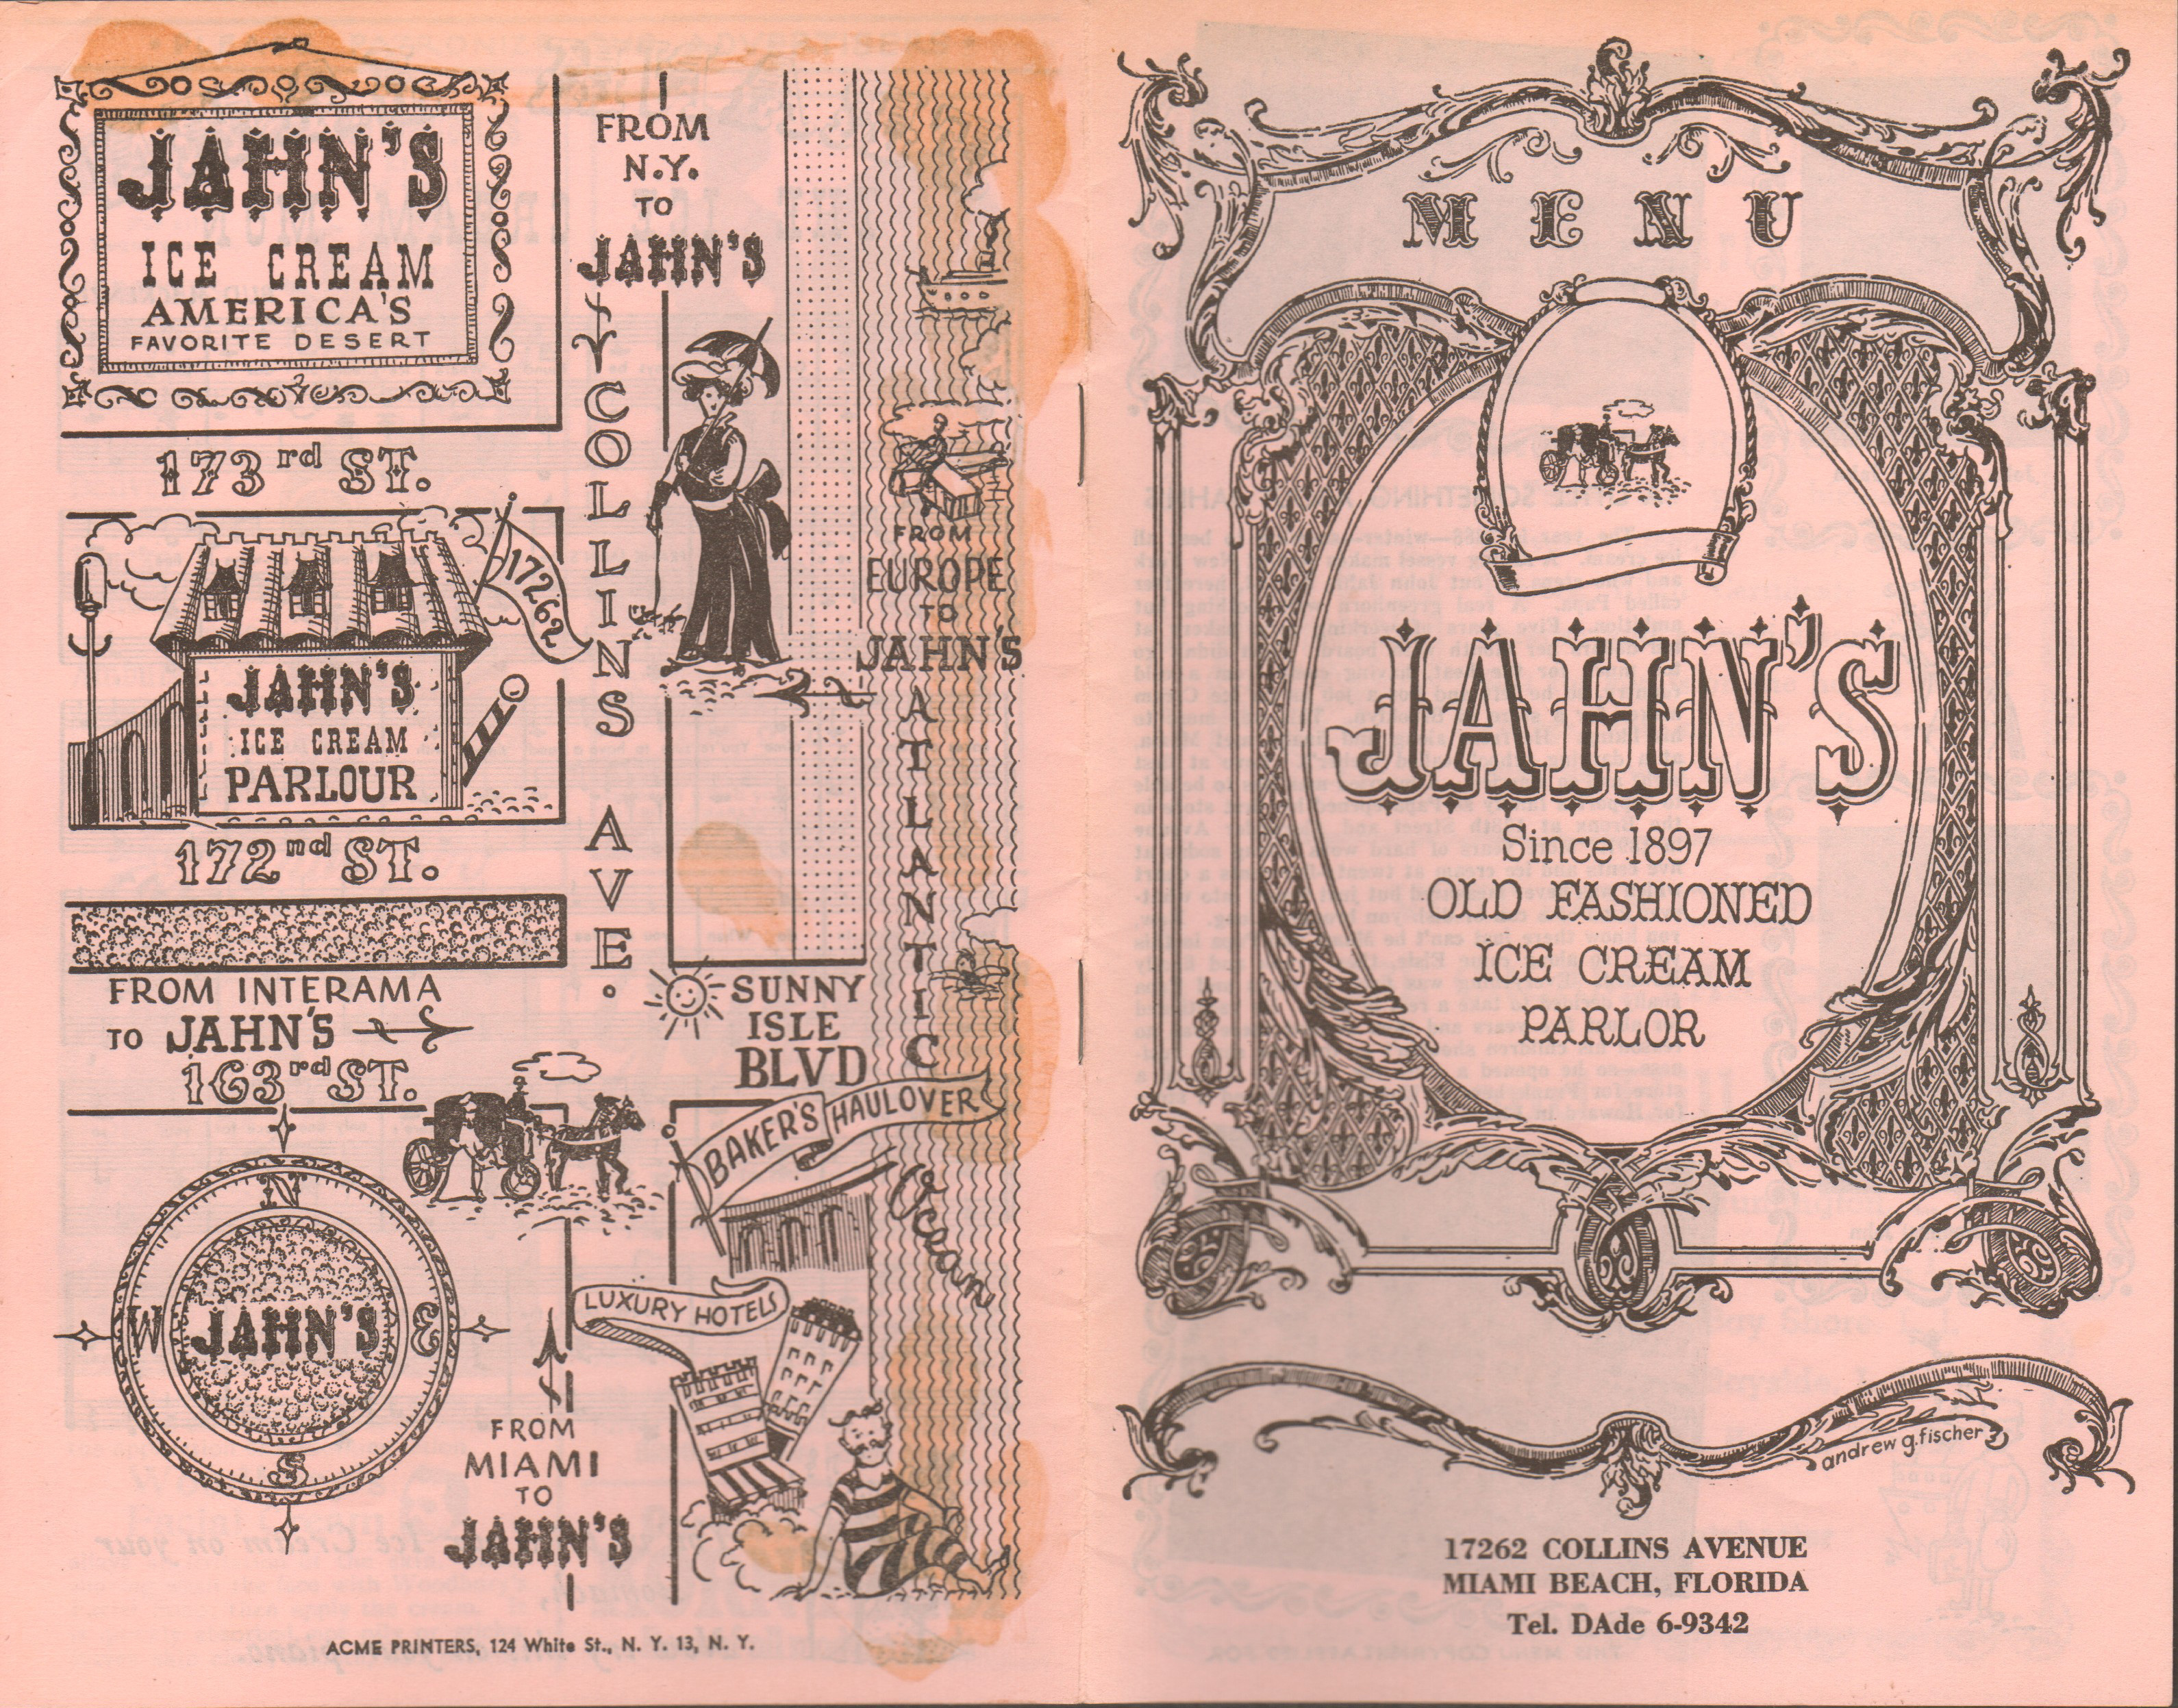 JAHN'S
ICE CREAM
AMERICA'S
FAVORITE DESERT
173rd ST.
17262
JAHN'S
ICE CREAM
PARLOUR
172nd ST.
FROM INTERAMA
TO JAHN'S
163rd ST.
N
W JAHN'S E
S
FROM
N.Y.
TO
JAHN'S
COLLINS AVE.
FROM
EUROPE
TO
JAHN'S
ATLANTIC
Ocean
SUNNY
ISLE
BLVD
BAKER'S HAULOVER
LUXURY HOTELS
FROM
MIAMI
TO
JAHN'S
ACME PRINTERS, 124 White St., N. Y. 13, N. Y.
MENU
JAHN'S
Since 1897
OLD FASHIONED
ICE CREAM
PARLOR
andrew g. fischer
17262 COLLINS AVENUE
MIAMI BEACH, FLORIDA
Tel. DAde 6-9342